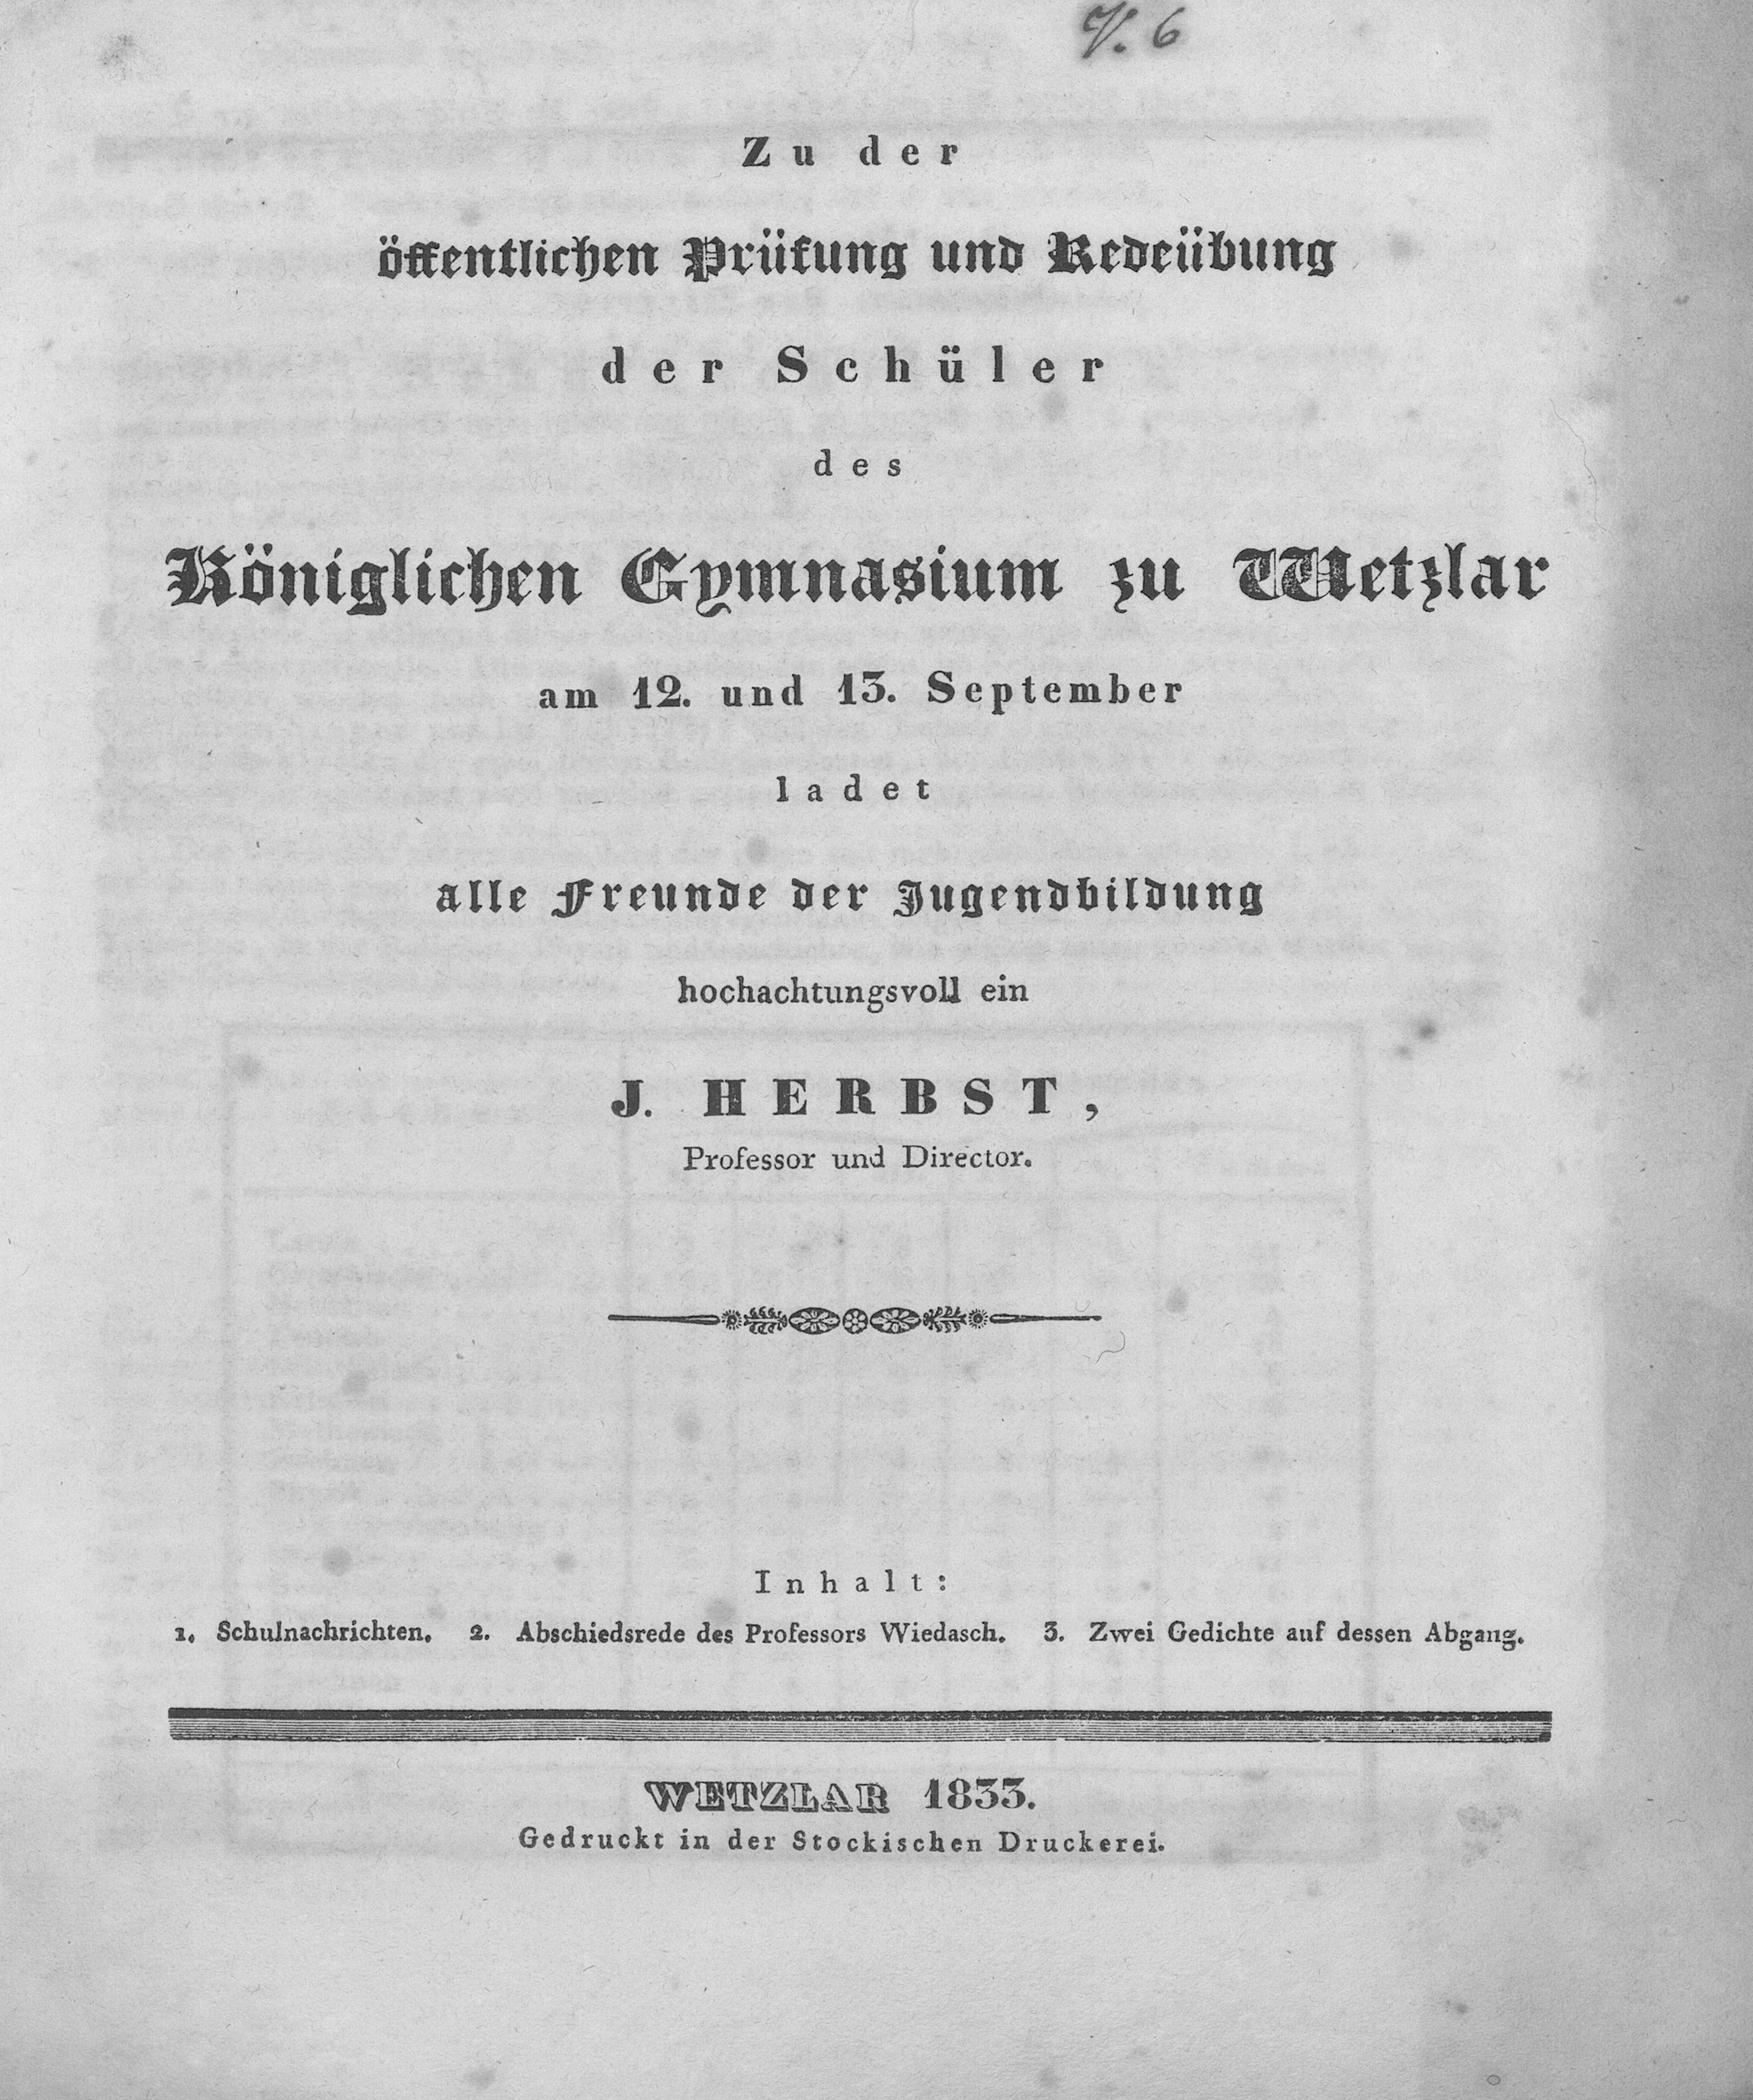 V. 6
Zu der
öffentlichen Prüfung und Redeübung
der Schüler
des
Königlichen Gymnasium zu Wetzlar
am 12. und 13. September
ladet
alle Freunde der Jugendbildung
hochachtungsvoll ein
J. HERBST,
Professor und Director.
Inhalt:
1. Schulnachrichten. 2. Abschiedsrede des Professors Wiedasch. 3. Zwei Gedichte auf dessen Abgang.
WETZLAR 1833.
Gedruckt in der Stockischen Druckerei.